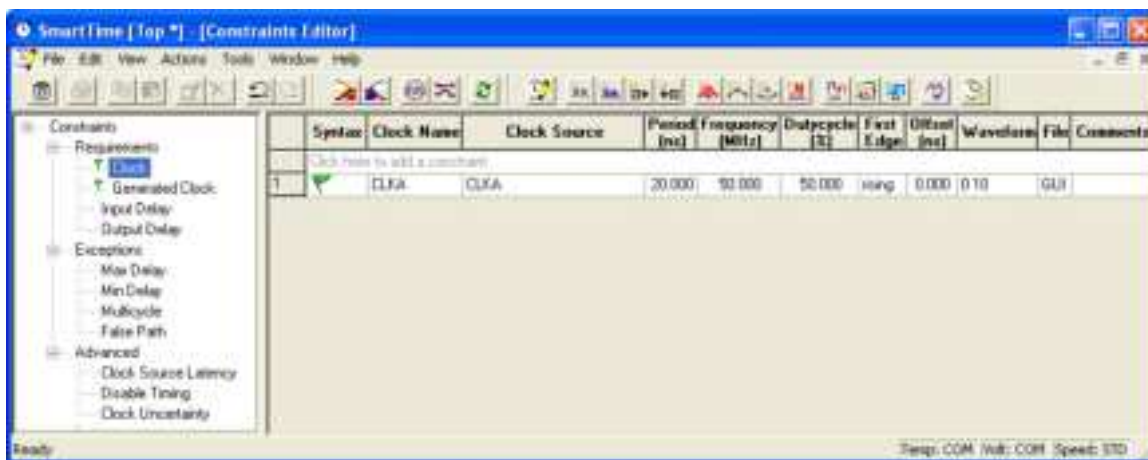 SmartTime [Top *] - [Constraints Editor]
File Edit View Actions Tools Window Help
Constraints
Requirements
Clock
Generated Clock
Input Delay
Output Delay
Exceptions
Max Delay
Min Delay
Multicycle
False Path
Advanced
Clock Source Latency
Disable Timing
Clock Uncertainty
Syntax Clock Name Clock Source Period [ns] Frequency [MHz] Dutycycle [%] First Edge Offset [ns] Waveform File Comments
Click here to add a constraint
1 CLKA CLKA 20.000 50.000 50.000 rising 0.000 0 10 GUI
Ready
Temp: COM Volt: COM Speed: STD